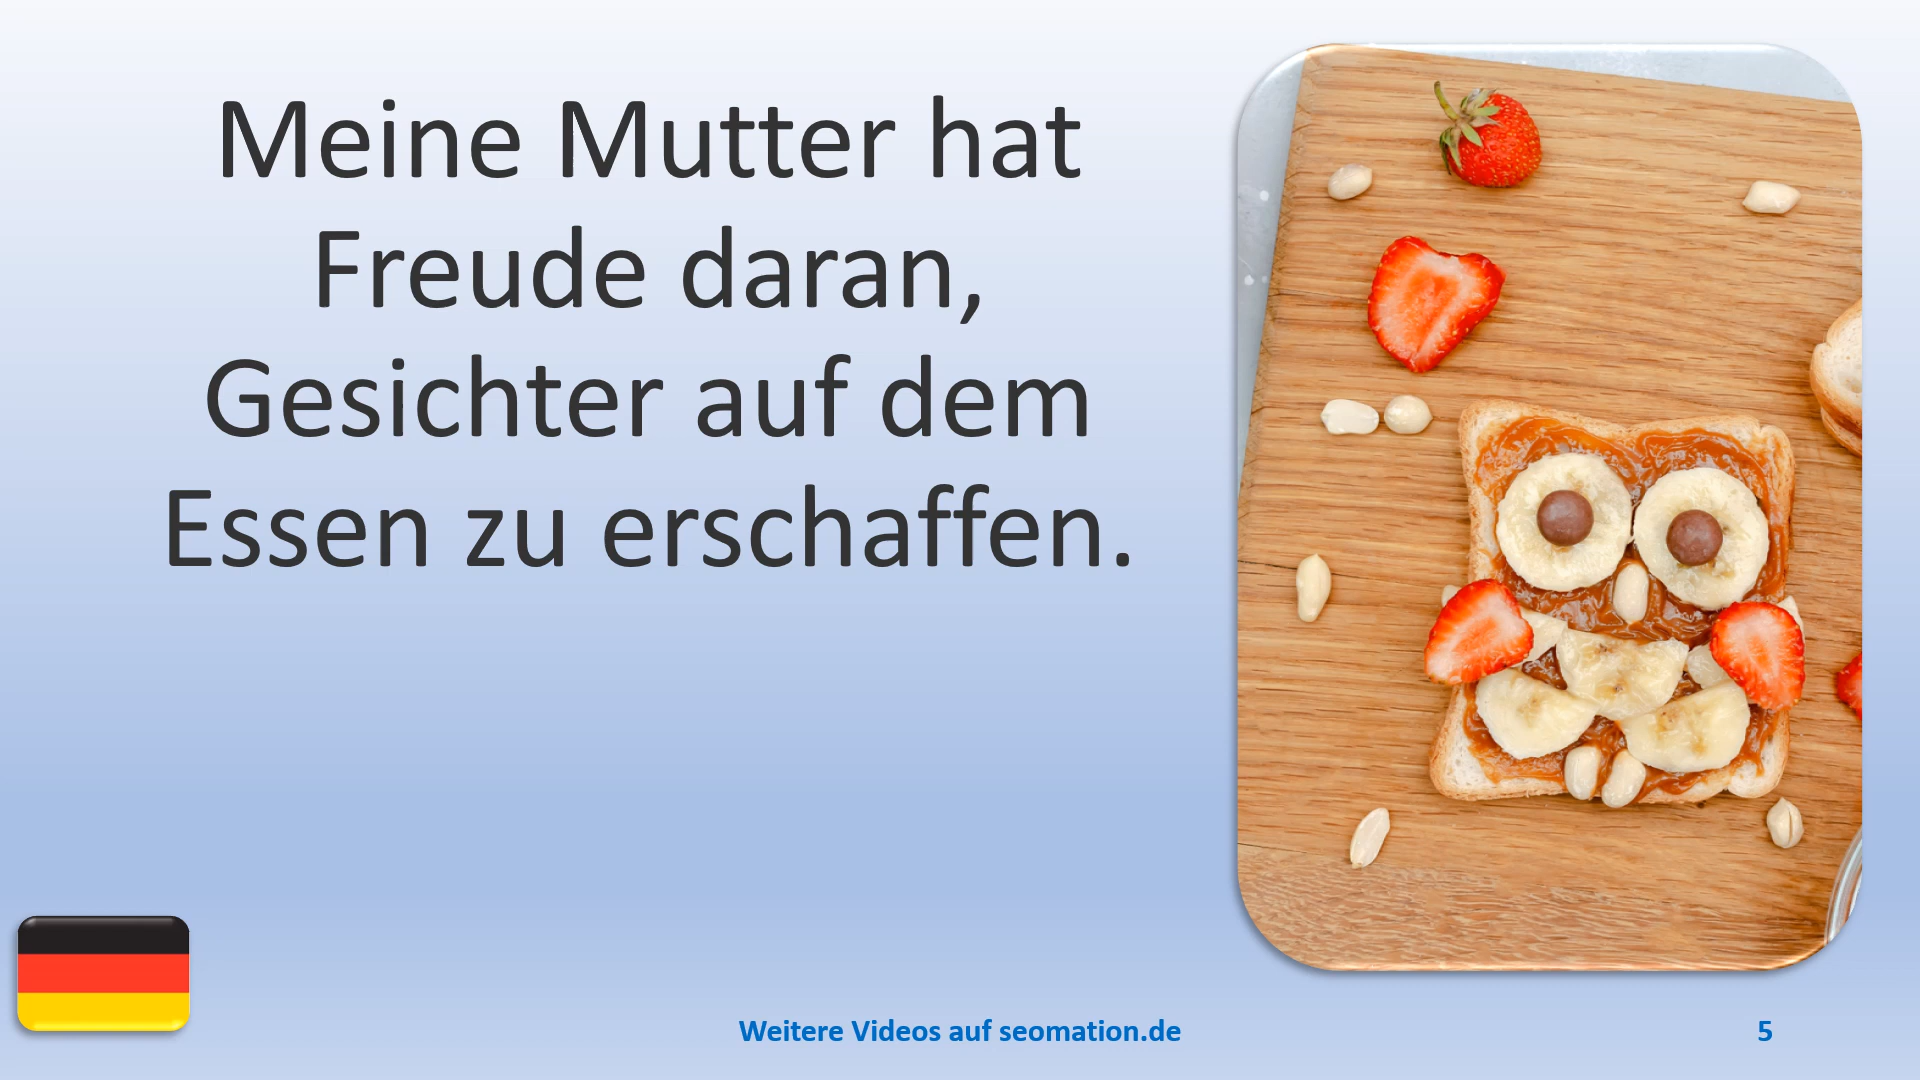 Meine Mutter hat
Freude daran,
Gesichter auf dem
Essen zu erschaffen.
Weitere Videos auf seomation.de
5